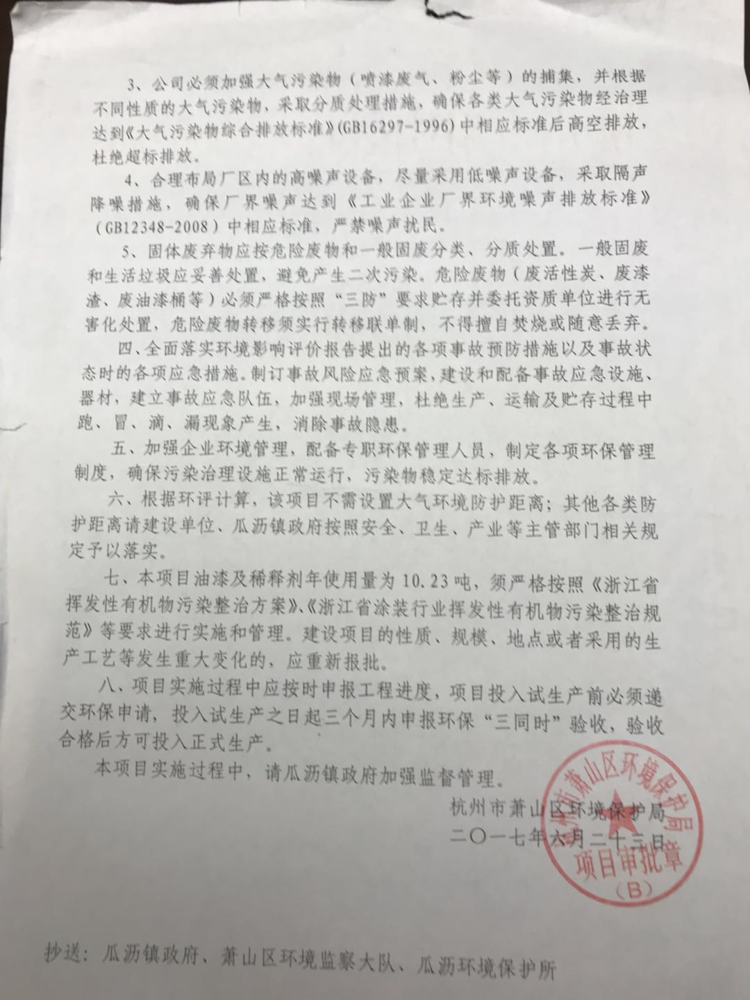 3、公司必须加强大气污染物（喷漆废气、粉尘等）的捕集，并根据
不同性质的大气污染物，采取分质处理措施，确保各类大气污染物经治理
达到《大气污染物综合排放标准》(GB16297-1996)中相应标准后高空排放，
杜绝超标排放。
4、合理布局厂区内的高噪声设备，尽量采用低噪声设备，采取隔声
降噪措施，确保厂界噪声达到《工业企业厂界环境噪声排放标准》
（GB12348-2008）中相应标准，严禁噪声扰民。
5、固体废弃物应按危险废物和一般固废分类、分质处置。一般固废
和生活垃圾应妥善处置，避免产生二次污染。危险废物（废活性炭、废漆
渣、废油漆桶等）必须严格按照“三防”要求贮存并委托资质单位进行无
害化处置，危险废物转移须实行转移联单制，不得擅自焚烧或随意丢弃。
四、全面落实环境影响评价报告提出的各项事故预防措施以及事故状
态时的各项应急措施。制订事故风险应急预案，建设和配备事故应急设施、
器材，建立事故应急队伍，加强现场管理，杜绝生产、运输及贮存过程中
跑、冒、滴、漏现象产生，消除事故隐患。
五、加强企业环境管理，配备专职环保管理人员，制定各项环保管理
制度，确保污染治理设施正常运行，污染物稳定达标排放。
六、根据环评计算，该项目不需设置大气环境防护距离；其他各类防
护距离请建设单位、瓜沥镇政府按照安全、卫生、产业等主管部门相关规
定予以落实。
七、本项目油漆及稀释剂年使用量为10.23吨，须严格按照《浙江省
挥发性有机物污染整治方案》、《浙江省涂装行业挥发性有机物污染整治规
范》等要求进行实施和管理。建设项目的性质、规模、地点或者采用的生
产工艺等发生重大变化的，应重新报批。
八、项目实施过程中应按时申报工程进度，项目投入试生产前必须递
交环保申请，投入试生产之日起三个月内申报环保“三同时”验收，验收
合格后方可投入正式生产。
本项目实施过程中，请瓜沥镇政府加强监督管理。
杭州市萧山区环境保护局
二〇一七年六月二十三日
杭州市萧山区环境保护局
项目审批章
（B）
抄送：瓜沥镇政府、萧山区环境监察大队、瓜沥环境保护所